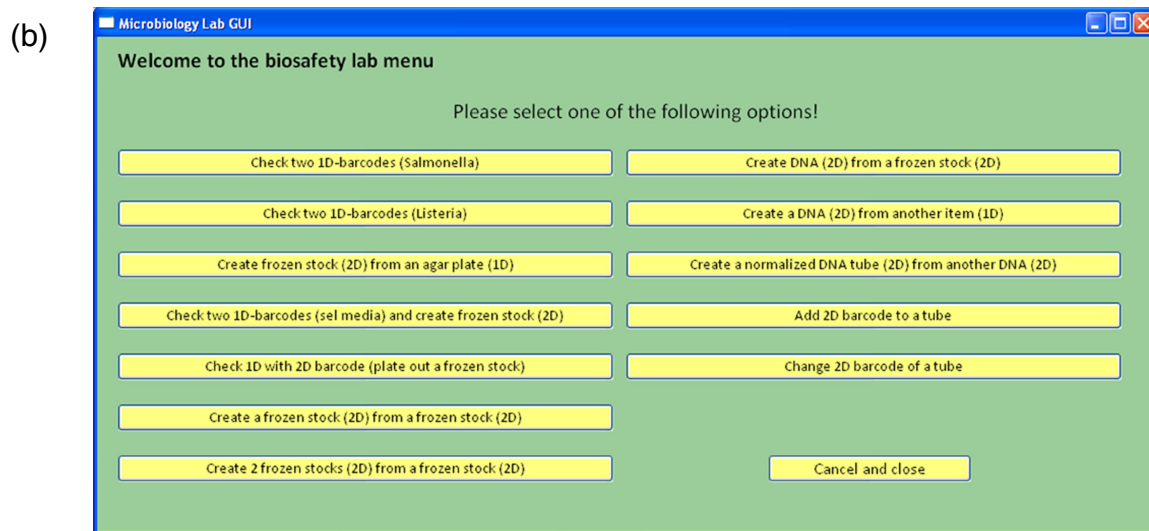 (b)
Microbiology Lab GUI
Welcome to the biosafety lab menu
Please select one of the following options!
Check two 1D-barcodes (Salmonella)
Check two 1D-barcodes (Listeria)
Create frozen stock (2D) from an agar plate (1D)
Check two 1D-barcodes (sel media) and create frozen stock (2D)
Check 1D with 2D barcode (plate out a frozen stock)
Create a frozen stock (2D) from a frozen stock (2D)
Create 2 frozen stocks (2D) from a frozen stock (2D)
Create DNA (2D) from a frozen stock (2D)
Create a DNA (2D) from another item (1D)
Create a normalized DNA tube (2D) from another DNA (2D)
Add 2D barcode to a tube
Change 2D barcode of a tube
Cancel and close